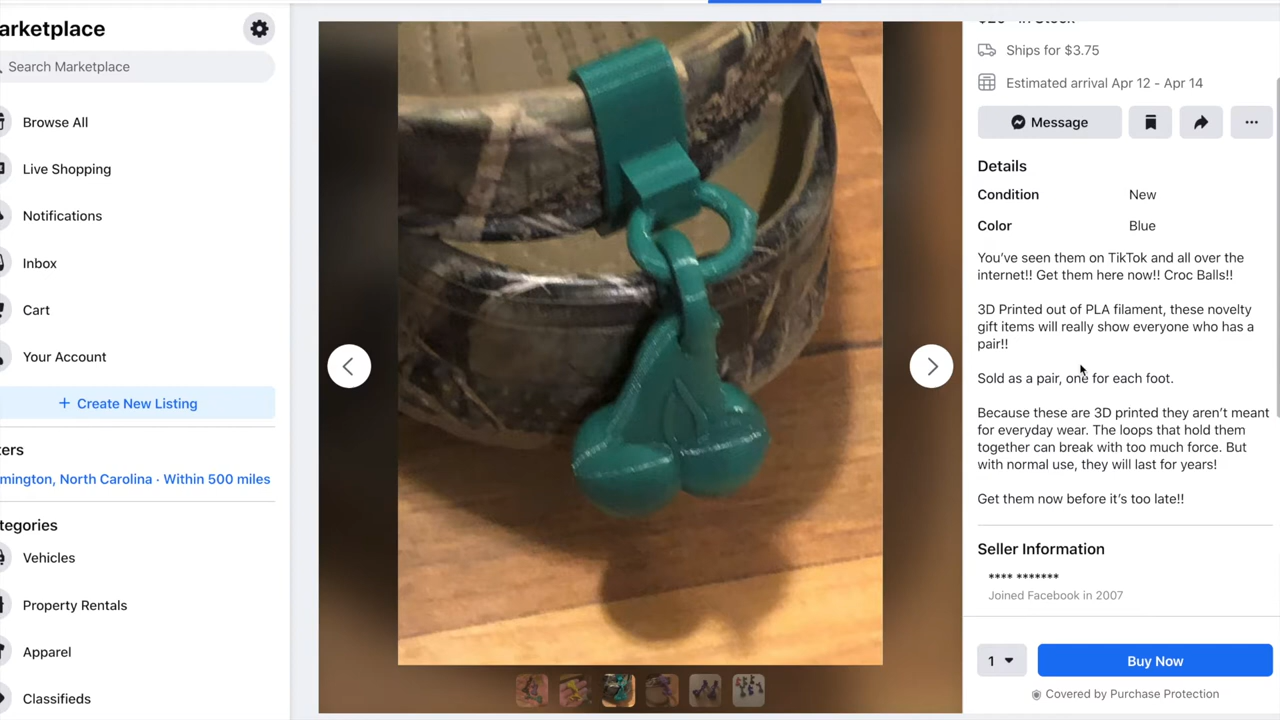 arketplace
Search Marketplace
Browse All
Live Shopping
Notifications
Inbox
Cart
Your Account
+ Create New Listing
ters
mington, North Carolina · Within 500 miles
tegories
Vehicles
Property Rentals
Apparel
Classifieds
Ships for $3.75
Estimated arrival Apr 12 - Apr 14
Message
Details
Condition New
Color Blue
You've seen them on TikTok and all over the
internet!! Get them here now!! Croc Balls!!
3D Printed out of PLA filament, these novelty
gift items will really show everyone who has a
pair!!
Sold as a pair, one for each foot.
Because these are 3D printed they aren't meant
for everyday wear. The loops that hold them
together can break with too much force. But
with normal use, they will last for years!
Get them now before it's too late!!
Seller Information
**** *******
Joined Facebook in 2007
1
Buy Now
Covered by Purchase Protection